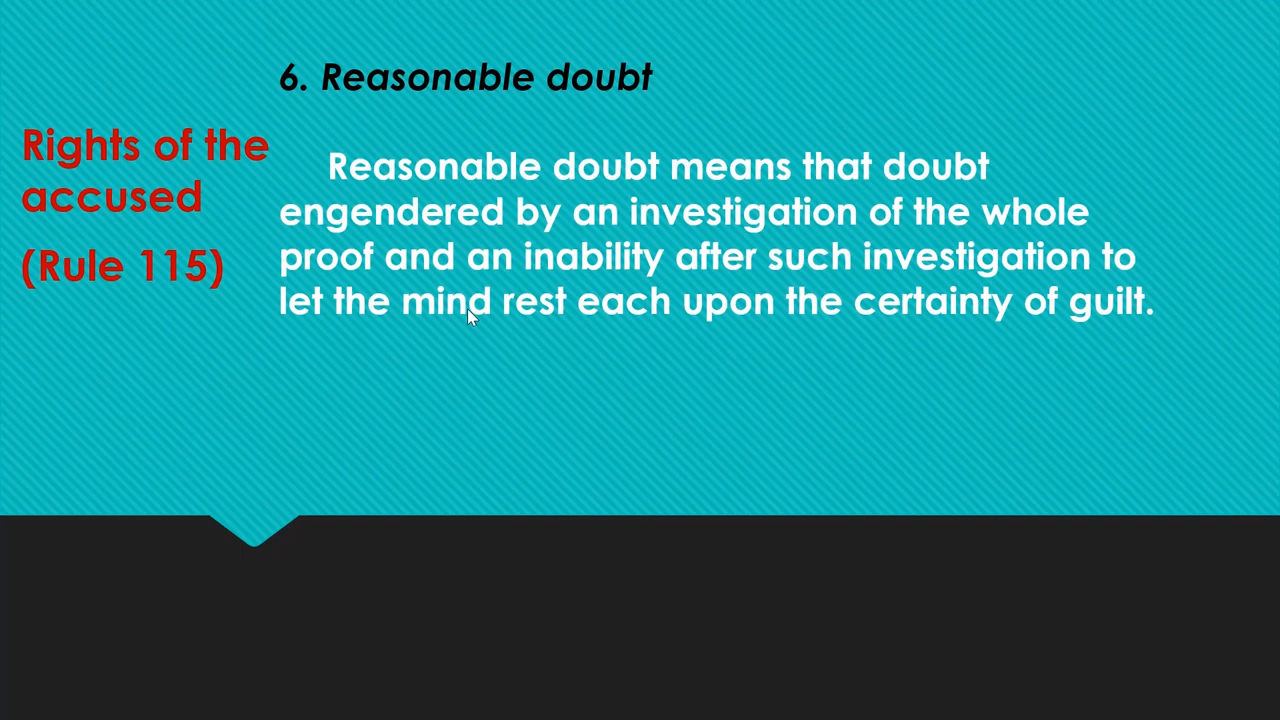 6. Reasonable doubt
Rights of the
accused
(Rule 115)
Reasonable doubt means that doubt
engendered by an investigation of the whole
proof and an inability after such investigation to
let the mind rest each upon the certainty of guilt.